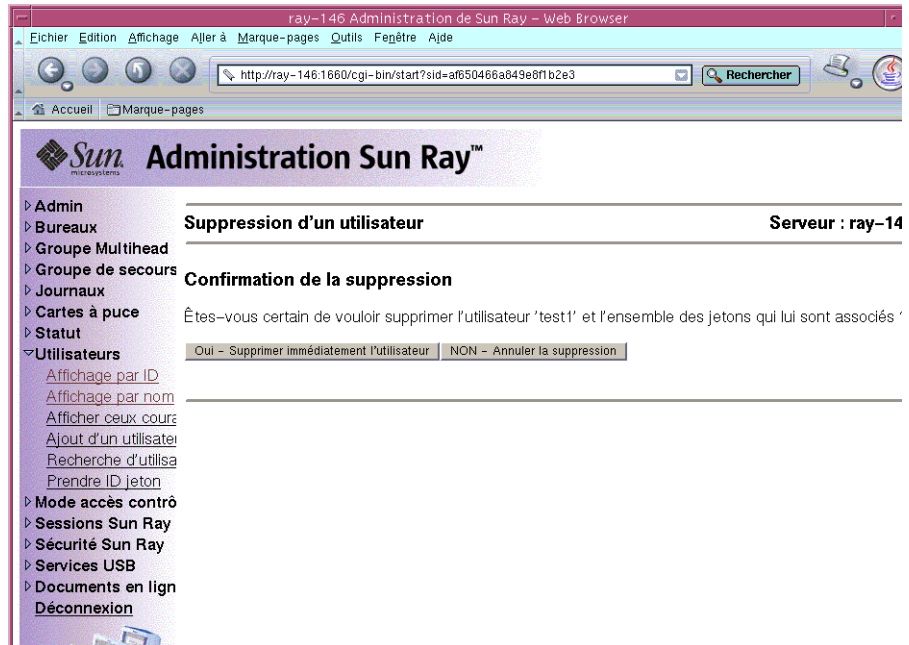 ray-146 Administration de Sun Ray - Web Browser
Eichier Edition Affichage Aller à Marque-pages Outils Fenêtre Aide
http://ray-146:1660/cgi-bin/start?sid=af650466a849e8f1b2e3 Rechercher
Accueil Marque-pages
Sun microsystems Administration Sun Ray™
Admin
Bureaux
Groupe Multihead
Groupe de secours
Journaux
Cartes à puce
Statut
Utilisateurs
Affichage par ID
Affichage par nom
Afficher ceux coura
Ajout d'un utilisateu
Recherche d'utilisa
Prendre ID jeton
Mode accès contrô
Sessions Sun Ray
Sécurité Sun Ray
Services USB
Documents en lign
Déconnexion
Suppression d'un utilisateur Serveur : ray-14
Confirmation de la suppression
Êtes-vous certain de vouloir supprimer l'utilisateur 'test1' et l'ensemble des jetons qui lui sont associés ?
Oui - Supprimer immédiatement l'utilisateur NON - Annuler la suppression